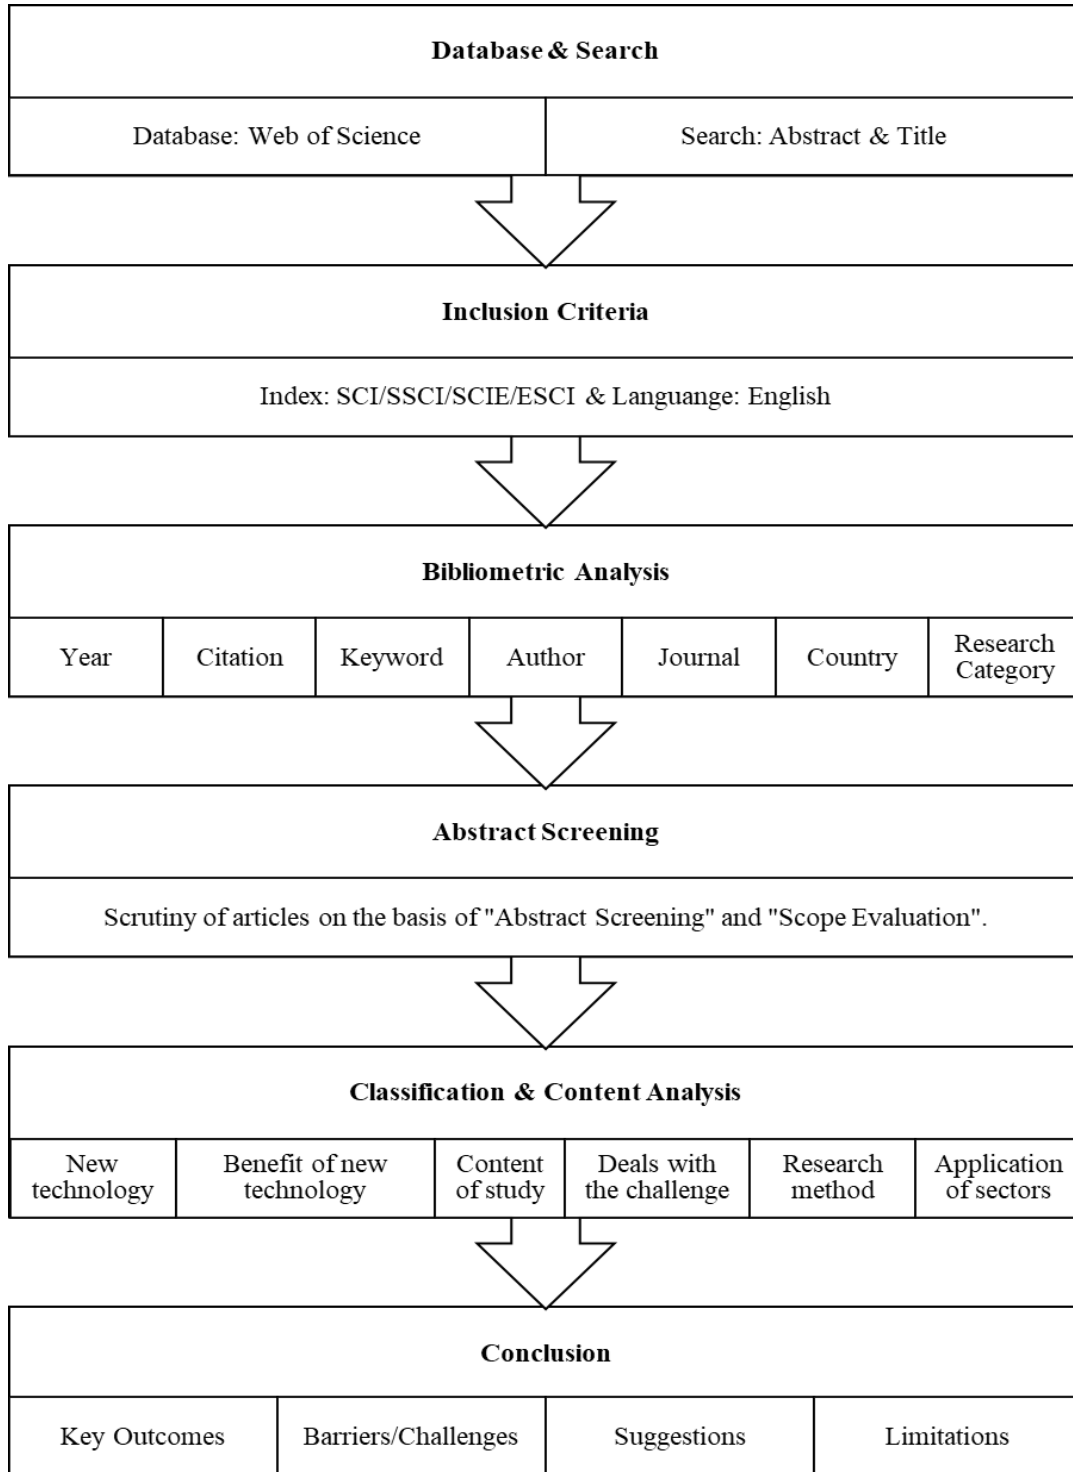 Database & Search
Database: Web of Science
Search: Abstract & Title
Inclusion Criteria
Index: SCI/SSCI/SCIE/ESCI & Languange: English
Bibliometric Analysis
Year
Citation
Keyword
Author
Journal
Country
Research
Category
Abstract Screening
Scrutiny of articles on the basis of "Abstract Screening" and "Scope Evaluation".
Classification & Content Analysis
New
technology
Benefit of new
technology
Content
of study
Deals with
the challenge
Research
method
Application
of sectors
Conclusion
Key Outcomes
Barriers/Challenges
Suggestions
Limitations